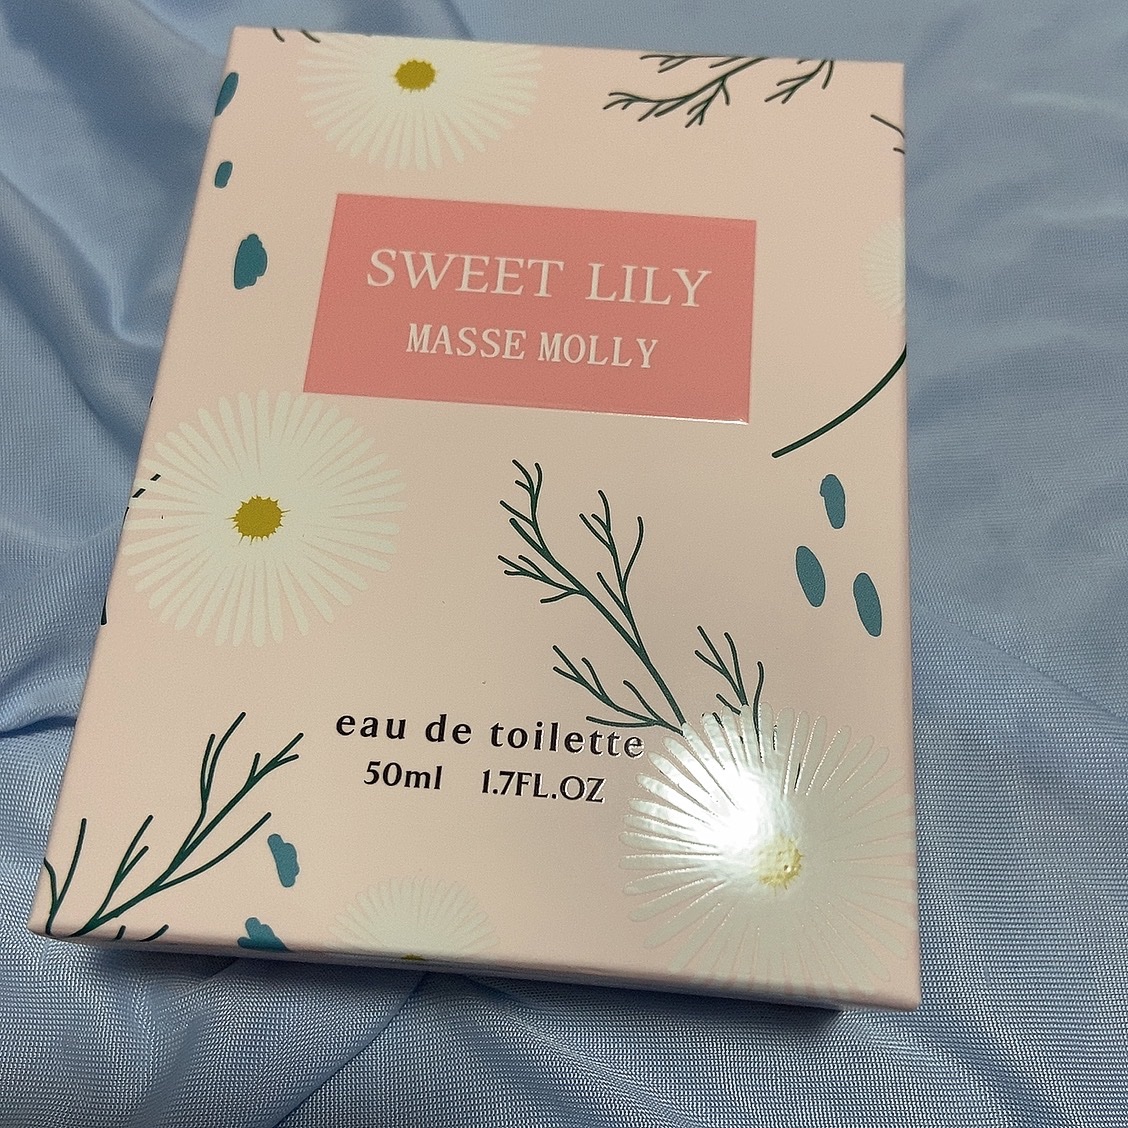 SWEET LILY
MASSE MOLLY
eau de toilette
50ml 1.7FL.OZ